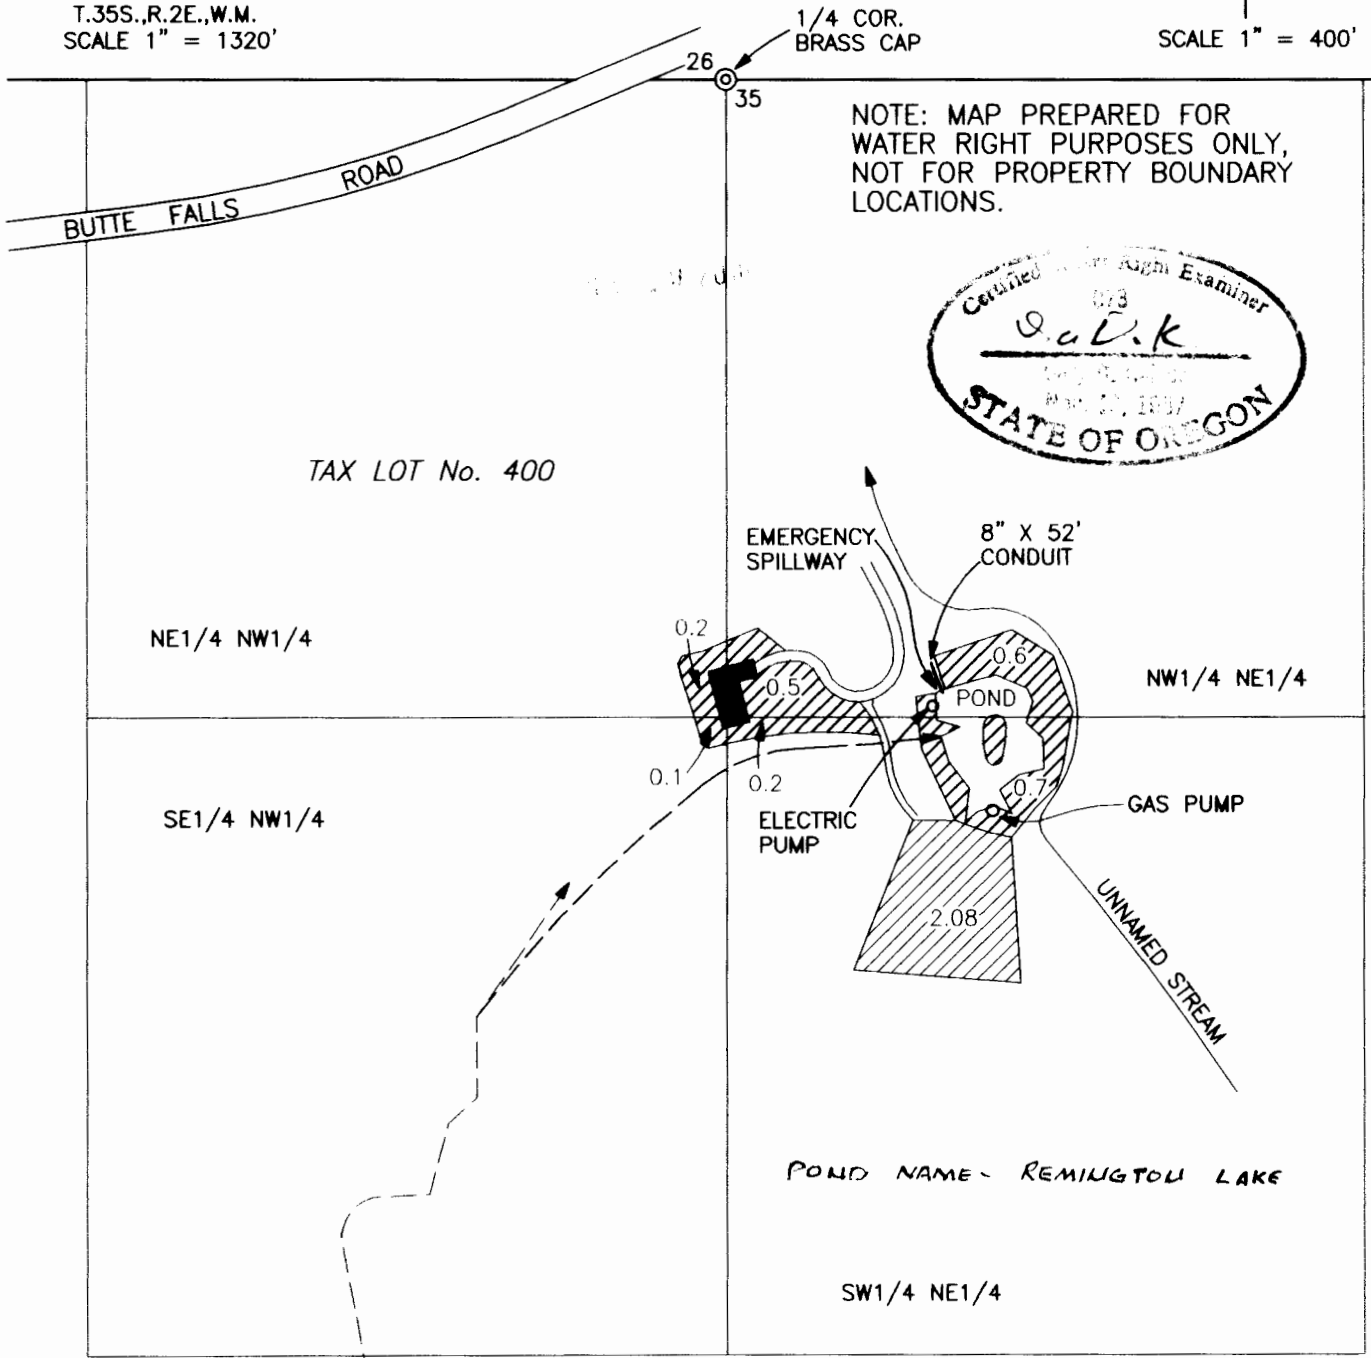 T.35S.,R.2E.,W.M.
SCALE 1" = 1320'
1/4 COR.
BRASS CAP
SCALE 1" = 400'
26
35
NOTE: MAP PREPARED FOR
WATER RIGHT PURPOSES ONLY,
NOT FOR PROPERTY BOUNDARY
LOCATIONS.
BUTTE FALLS ROAD
Certified Right Examiner
STATE OF OREGON
TAX LOT No. 400
EMERGENCY
SPILLWAY
8" X 52'
CONDUIT
NE1/4 NW1/4
0.2
0.5
0.6
POND
NW1/4 NE1/4
0.1
0.2
0.7
SE1/4 NW1/4
ELECTRIC
PUMP
GAS PUMP
2.08
UNNAMED STREAM
POND NAME - REMINGTON LAKE
SW1/4 NE1/4